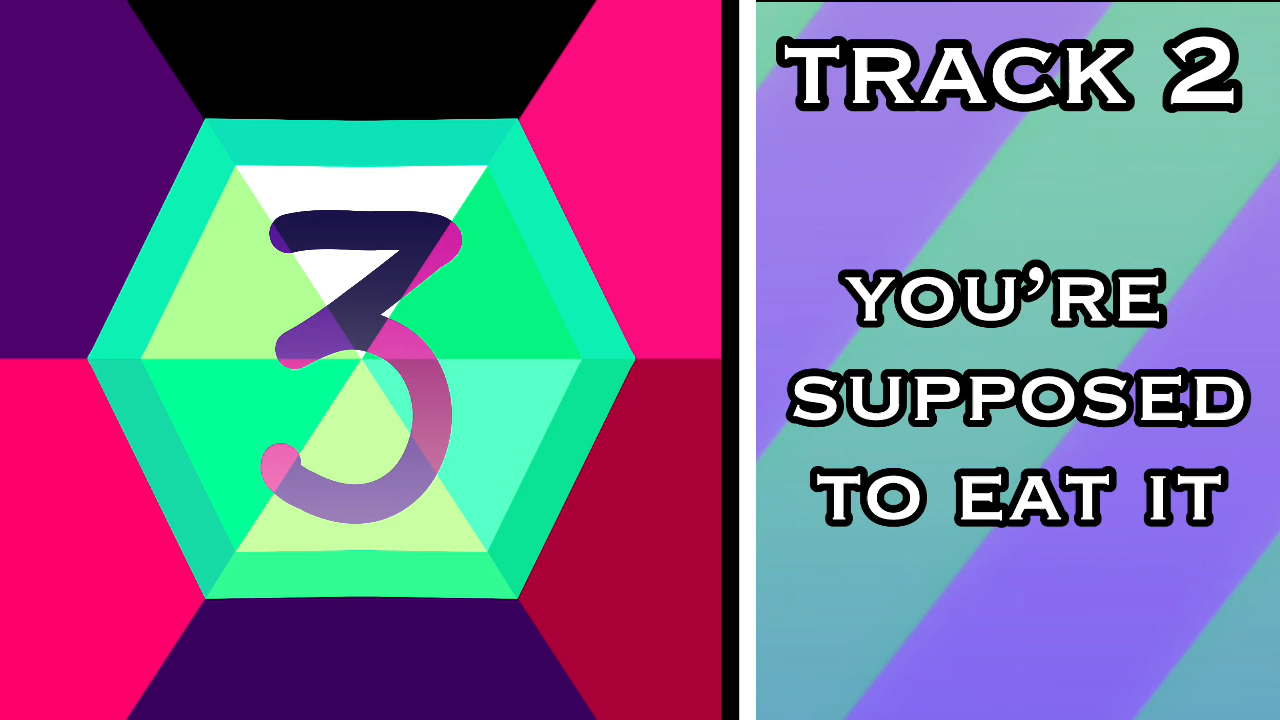 3
TRACK 2
YOU’RE
SUPPOSED
TO EAT IT